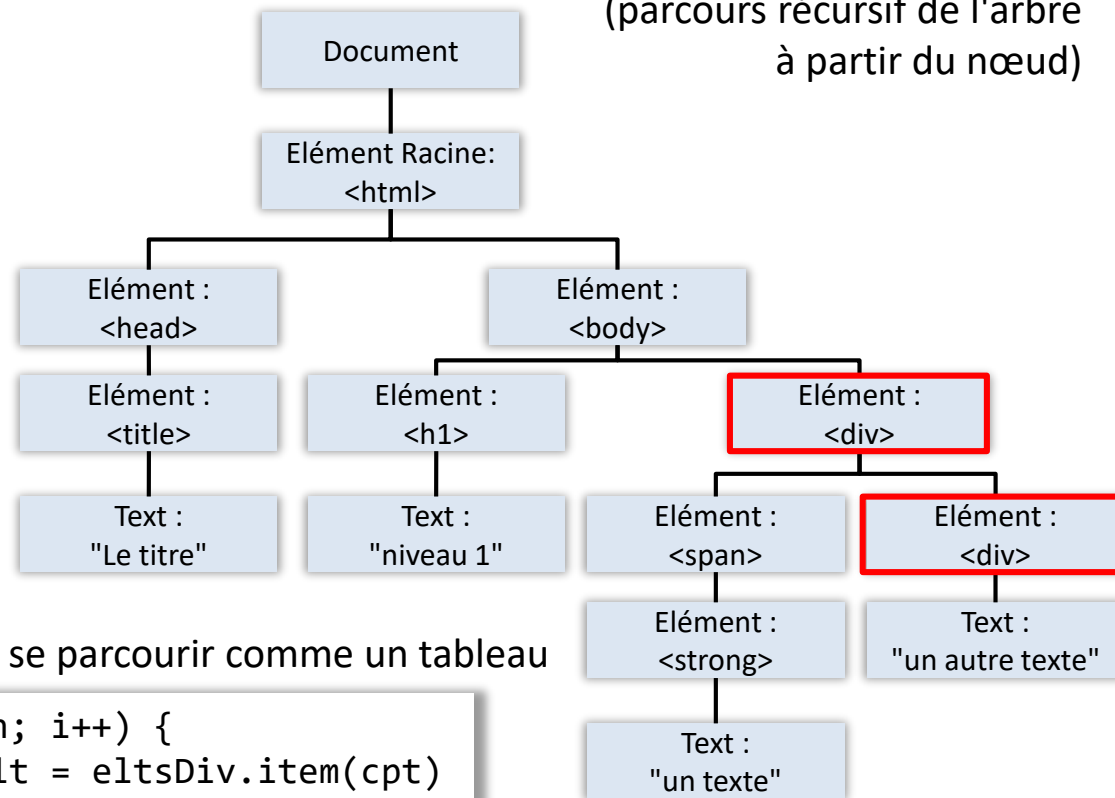 (parcours récursif de l'arbre
à partir du nœud)
Document
Elément Racine:
<html>
Elément :
<head>
Elément :
<body>
Elément :
<title>
Elément :
<h1>
Elément :
<div>
Text :
"Le titre"
Text :
"niveau 1"
Elément :
<span>
Elément :
<div>
Elément :
<strong>
Text :
"un autre texte"
Text :
"un texte"
se parcourir comme un tableau
; i++) {
lt = eltsDiv.item(cpt)